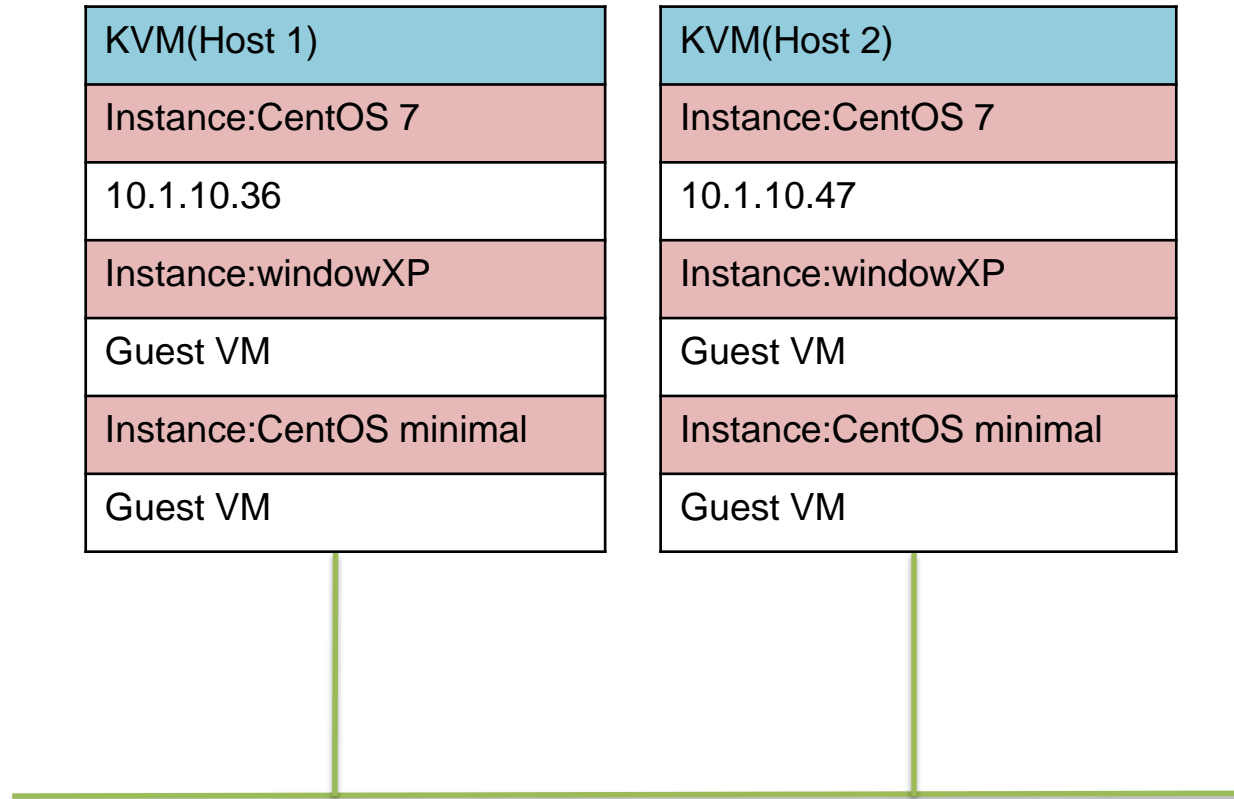 KVM(Host 1)
Instance:CentOS 7
10.1.10.36
Instance:windowXP
Guest VM
Instance:CentOS minimal
Guest VM
KVM(Host 2)
Instance:CentOS 7
10.1.10.47
Instance:windowXP
Guest VM
Instance:CentOS minimal
Guest VM